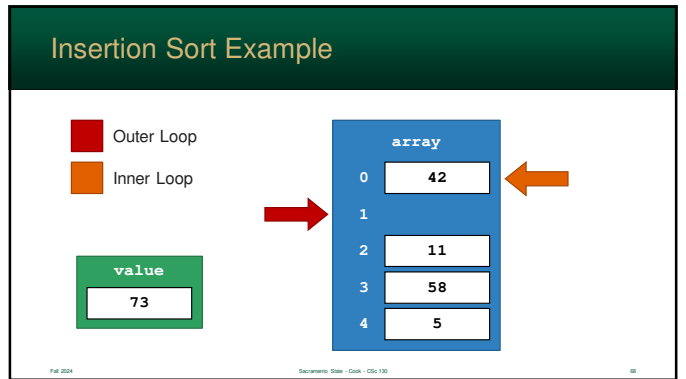 Insertion Sort Example
Outer Loop
Inner Loop
array
0 42
1
2 11
3 58
4 5
value
73
Fall 2024 Sacramento State - Cook - CSc 130 68